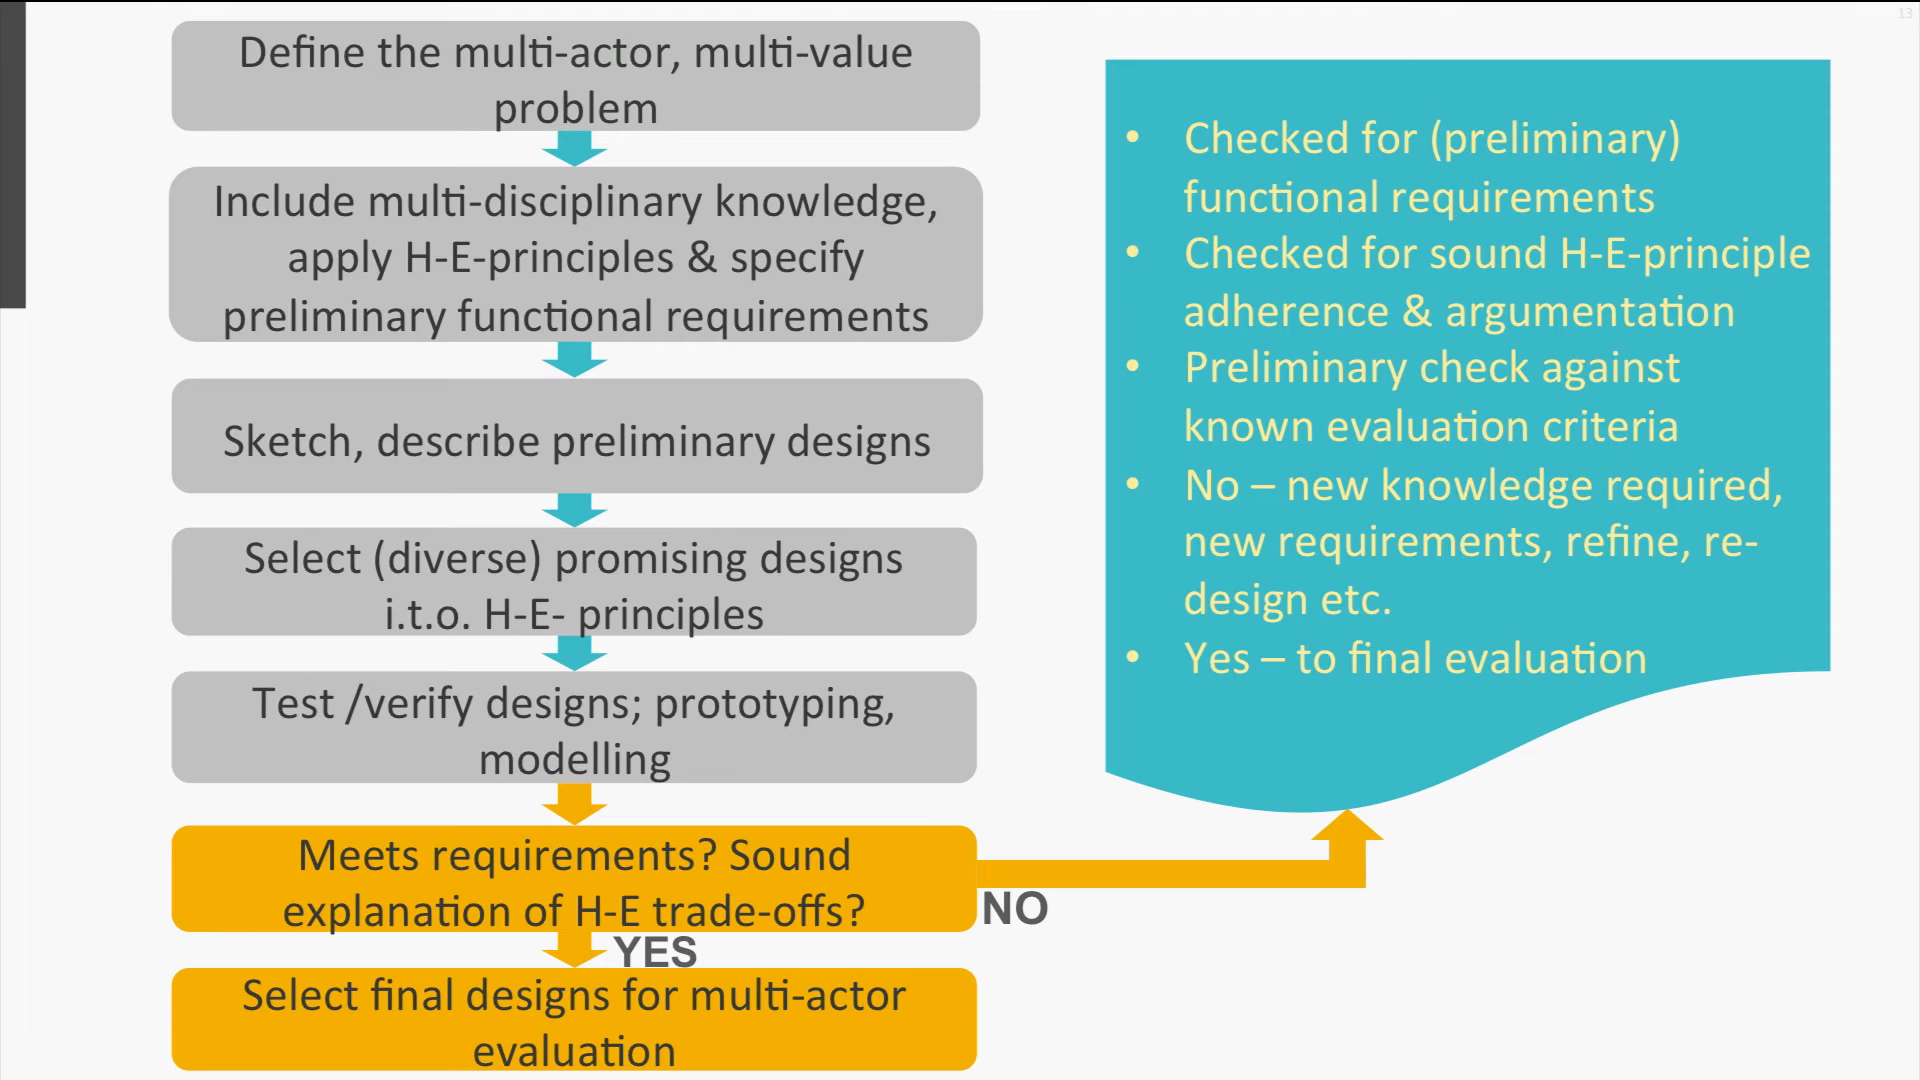 13
Define the multi-actor, multi-value
problem
Include multi-disciplinary knowledge,
apply H-E-principles & specify
preliminary functional requirements
Sketch, describe preliminary designs
Select (diverse) promising designs
i.t.o. H-E- principles
Test /verify designs; prototyping,
modelling
Meets requirements? Sound
explanation of H-E trade-offs?
NO
YES
Select final designs for multi-actor
evaluation
• Checked for (preliminary)
functional requirements
• Checked for sound H-E-principle
adherence & argumentation
• Preliminary check against
known evaluation criteria
• No – new knowledge required,
new requirements, refine, re-
design etc.
• Yes – to final evaluation